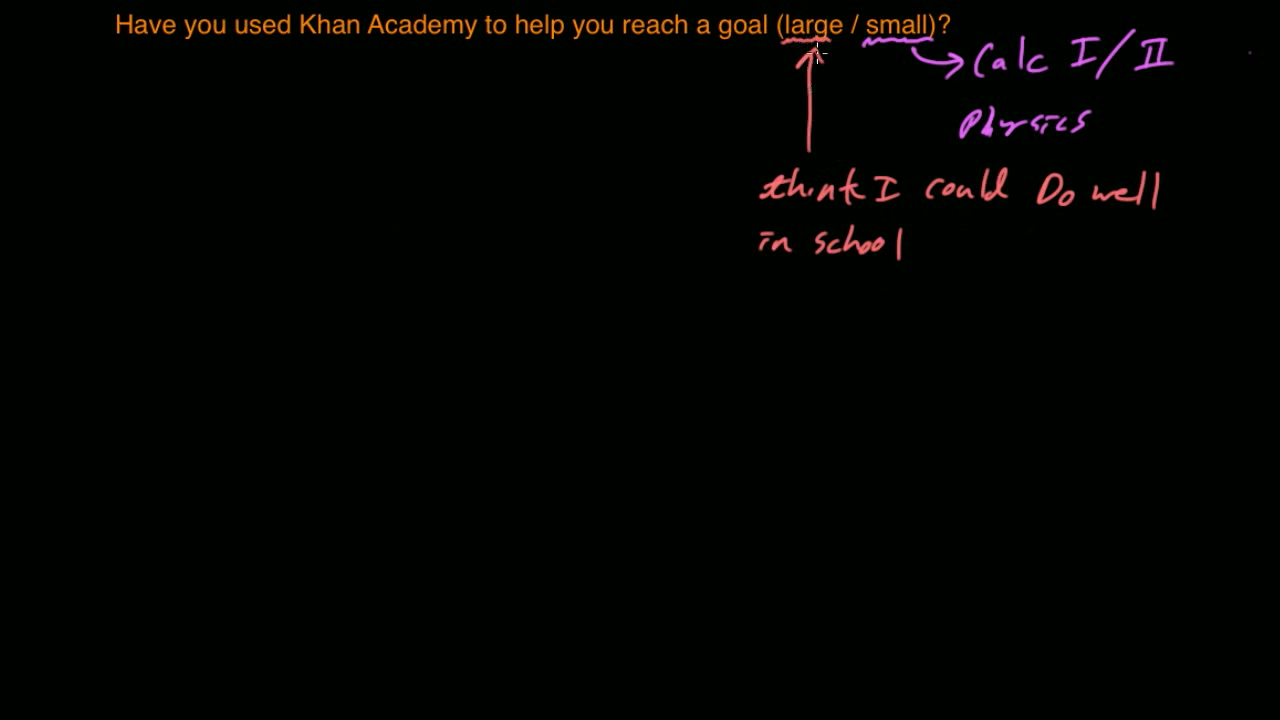 Have you used Khan Academy to help you reach a goal (large / small)?
Calc I/II
Physics
think I could Do well
in school